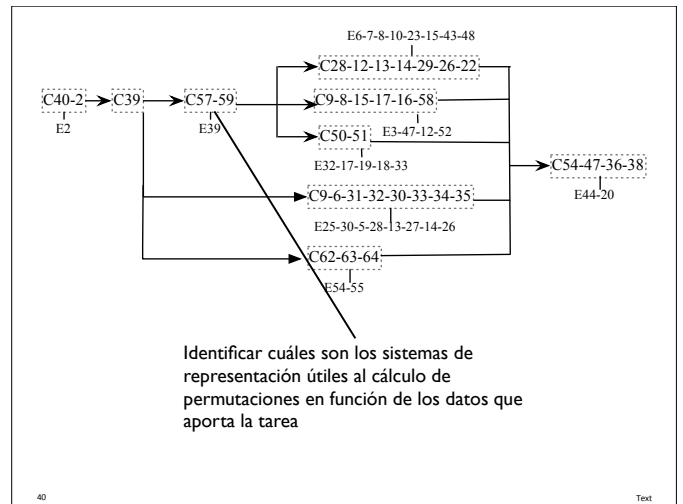 E6-7-8-10-23-15-43-48
C28-12-13-14-29-26-22
C40-2
C39
C57-59
C9-8-15-17-16-58
E2
E39
E3-47-12-52
C50-51
E32-17-19-18-33
C54-47-36-38
E44-20
C9-6-31-32-30-33-34-35
E25-30-5-28-13-27-14-26
C62-63-64
E54-55
Identificar cuáles son los sistemas de
representación útiles al cálculo de
permutaciones en función de los datos que
aporta la tarea
40
Text